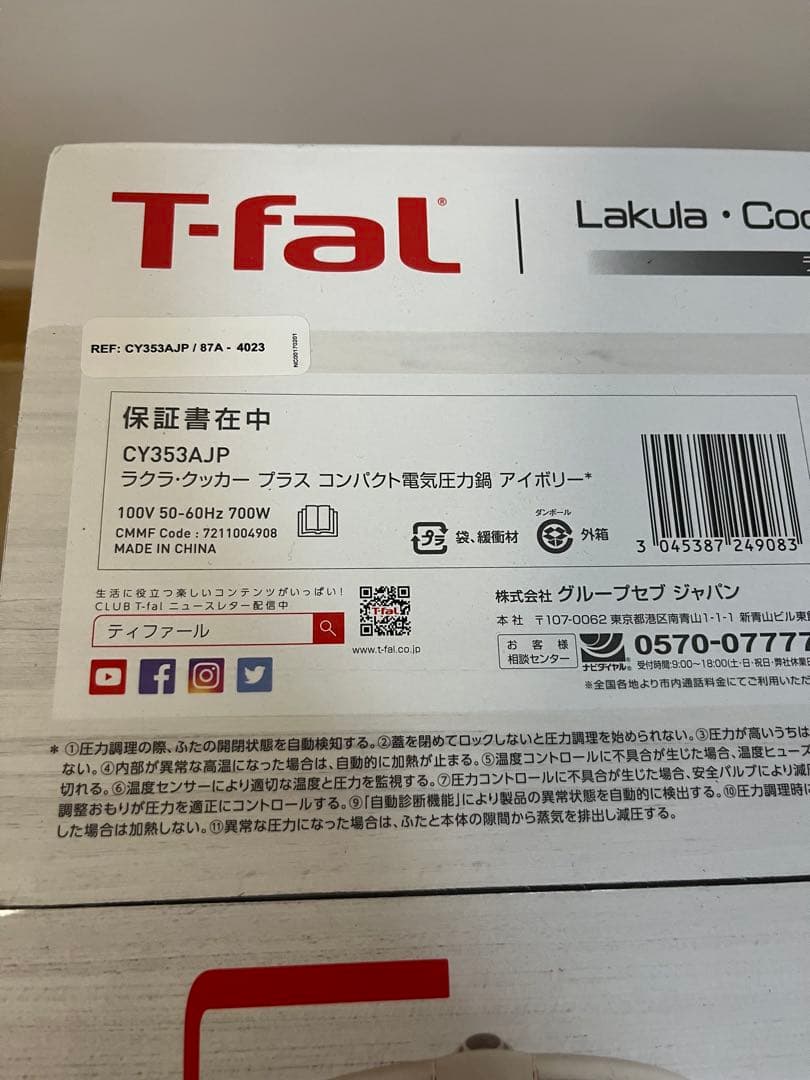 T-fal® | Lakula・Coo
REF: CY353AJP / 87A - 4023
NC00170201
保証書在中
CY353AJP
ラクラ・クッカー プラス コンパクト電気圧力鍋 アイボリー*
100V 50-60Hz 700W
CMMF Code : 7211004908
MADE IN CHINA
プラ 袋、緩衝材
ダンボール
外箱
3 045387 249083
生活に役立つ楽しいコンテンツがいっぱい!
CLUB T-fal ニュースレター配信中
ティファール
T-fal
www.t-fal.co.jp
株式会社 グループセブ ジャパン
本 社 〒107-0062 東京都港区南青山1-1-1 新青山ビル東
お 客 様
相談センター
ナビダイヤル®
0570-07777
受付時間:9:00~18:00(土・日・祝日・弊社休業
※全国各地より市内通話料金にてご利用いた
* ①圧力調理の際、ふたの開閉状態を自動検知する。②蓋を閉めてロックしないと圧力調理を始められない。③圧力が高いうちは
ない。④内部が異常な高温になった場合は、自動的に加熱が止まる。⑤温度コントロールに不具合が生じた場合、温度ヒューズ
切れる。⑥温度センサーにより適切な温度と圧力を監視する。⑦圧力コントロールに不具合が生じた場合、安全バルブにより減
調整おもりが圧力を適正にコントロールする。⑨「自動診断機能」により製品の異常状態を自動的に検出する。⑩圧力調理時に
した場合は加熱しない。⑪異常な圧力になった場合は、ふたと本体の隙間から蒸気を排出し減圧する。